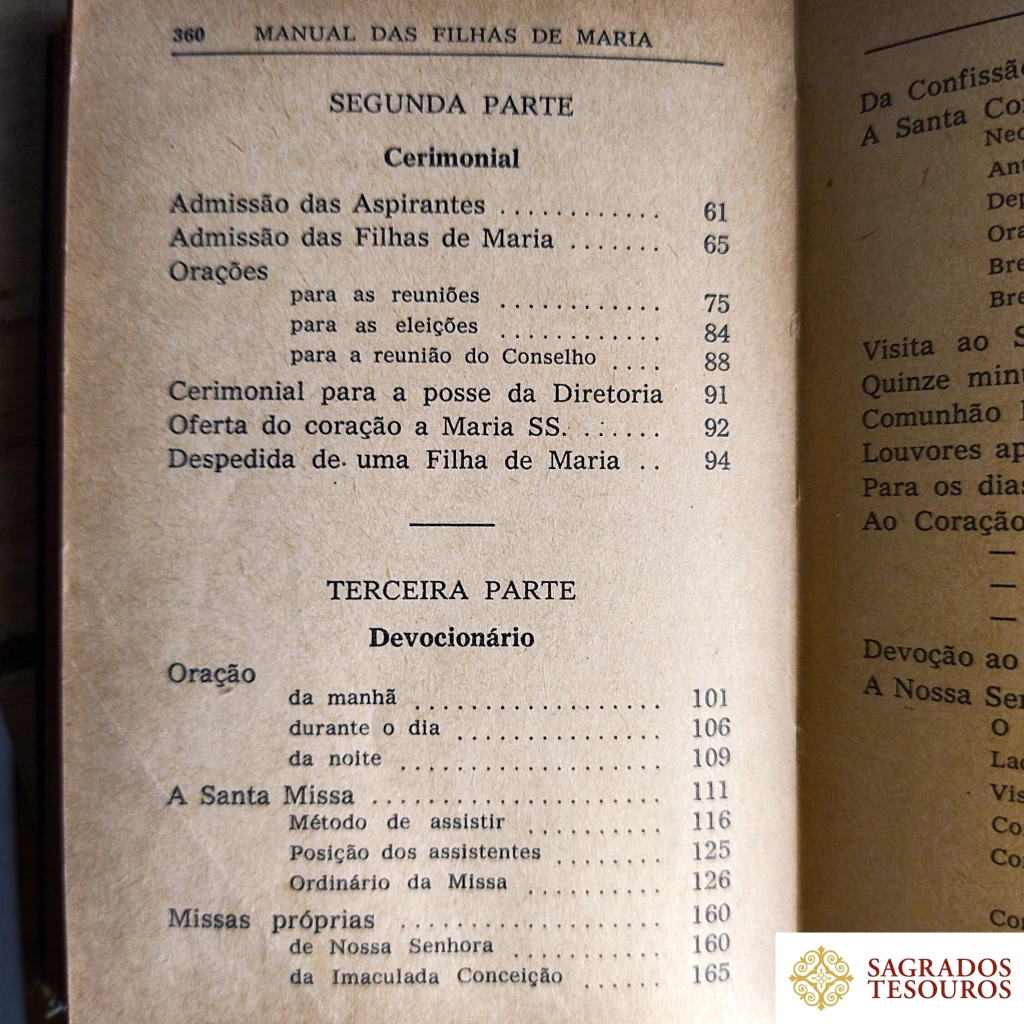 360 MANUAL DAS FILHAS DE MARIA
SEGUNDA PARTE
Cerimonial
Admissão das Aspirantes ............ 61
Admissão das Filhas de Maria ....... 65
Orações
para as reuniões ............ 75
para as eleições ............ 84
para a reunião do Conselho .... 88
Cerimonial para a posse da Diretoria 91
Oferta do coração a Maria SS. ...... 92
Despedida de uma Filha de Maria .. 94
TERCEIRA PARTE
Devocionário
Oração
da manhã .................. 101
durante o dia ............... 106
da noite ................... 109
A Santa Missa ..................... 111
Método de assistir .......... 116
Posição dos assistentes ........ 125
Ordinário da Missa .......... 126
Missas próprias ................... 160
de Nossa Senhora ........... 160
da Imaculada Conceição ...... 165
Da Confissão
A Santa
Visita ao
Quinze
Comunhão
Louvores
Para os dias
Ao Coração
—
—
—
Devoção ao
A Nossa
O
SAGRADOS
TESOUROS